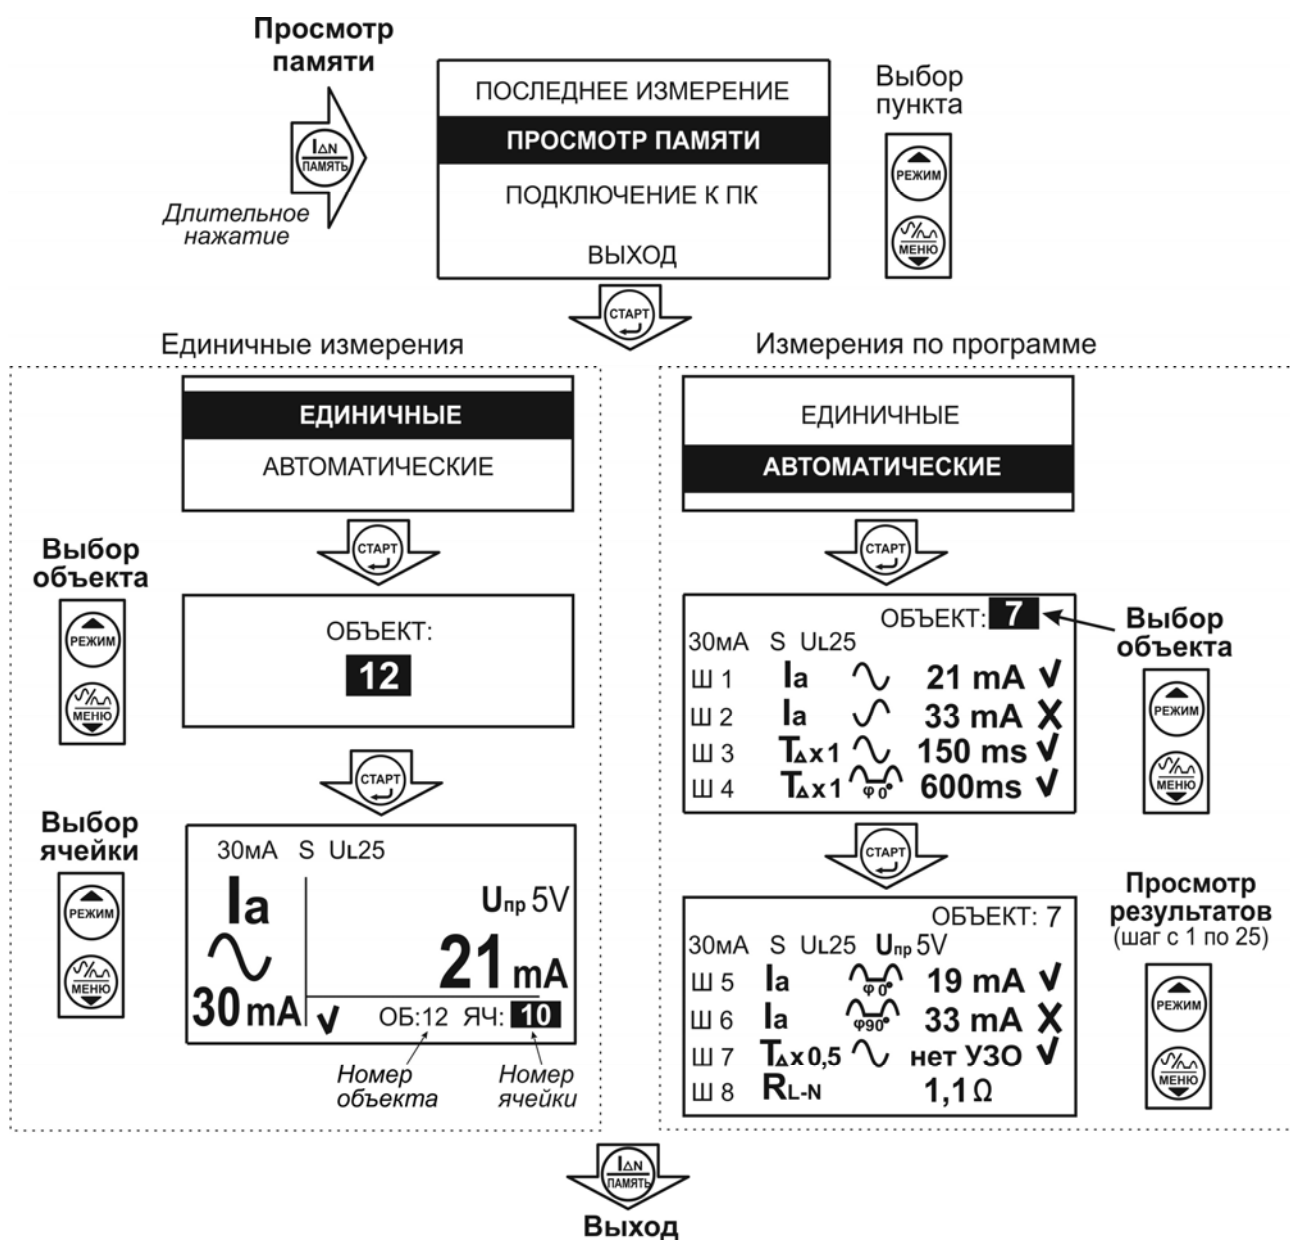 Просмотр
памяти
IΔN
ПАМЯТЬ
Длительное
нажатие
ПОСЛЕДНЕЕ ИЗМЕРЕНИЕ
ПРОСМОТР ПАМЯТИ
ПОДКЛЮЧЕНИЕ К ПК
ВЫХОД
Выбор
пункта
РЕЖИМ
МЕНЮ
СТАРТ
Единичные измерения
ЕДИНИЧНЫЕ
АВТОМАТИЧЕСКИЕ
СТАРТ
Выбор
объекта
РЕЖИМ
МЕНЮ
ОБЪЕКТ:
12
СТАРТ
Выбор
ячейки
РЕЖИМ
МЕНЮ
30мА S UL25
Ia
Uпр 5V
21 mA
30 mA ✓ ОБ:12 ЯЧ: 10
Номер
объекта
Номер
ячейки
Измерения по программе
ЕДИНИЧНЫЕ
АВТОМАТИЧЕСКИЕ
СТАРТ
ОБЪЕКТ: 7
30мА S UL25
Ш 1 Ia 21 mA ✓
Ш 2 Ia 33 mA X
Ш 3 TΔx1 150 ms ✓
Ш 4 TΔx1 φ0° 600ms ✓
Выбор
объекта
РЕЖИМ
МЕНЮ
СТАРТ
ОБЪЕКТ: 7
30мА S UL25 Uпр 5V
Ш 5 Ia φ0° 19 mA ✓
Ш 6 Ia φ90° 33 mA X
Ш 7 TΔx0,5 нет УЗО ✓
Ш 8 RL-N 1,1Ω
Просмотр
результатов
(шаг с 1 по 25)
РЕЖИМ
МЕНЮ
IΔN
ПАМЯТЬ
Выход